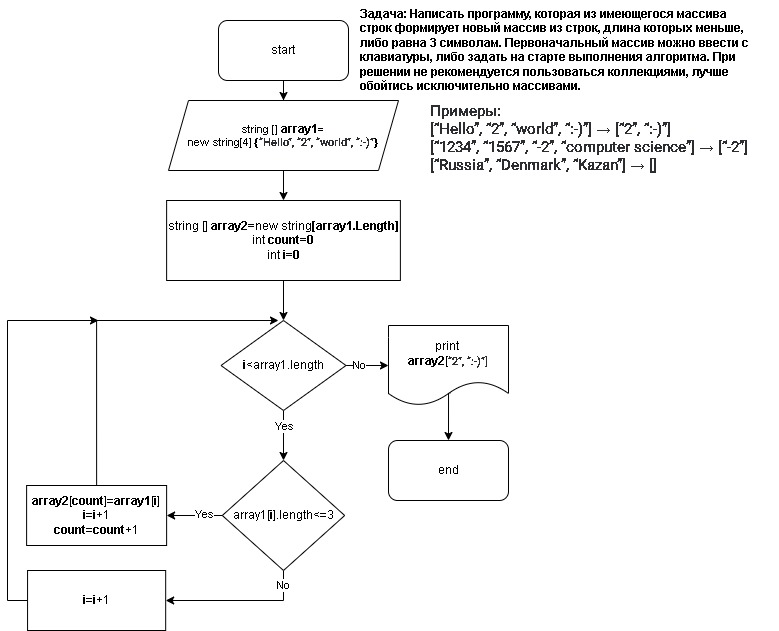 Задача: Написать программу, которая из имеющегося массива
строк формирует новый массив из строк, длина которых меньше,
либо равна 3 символам. Первоначальный массив можно ввести с
клавиатуры, либо задать на старте выполнения алгоритма. При
решении не рекомендуется пользоваться коллекциями, лучше
обойтись исключительно массивами.
Примеры:
[“Hello”, “2”, “world”, “:-)”] → [“2”, “:-)”]
[“1234”, “1567”, “-2”, “computer science”] → [“-2”]
[“Russia”, “Denmark”, “Kazan”] → []
start
string [] array1=
new string[4] {“Hello”, “2”, “world”, “:-)”}
string [] array2=new string[array1.Length]
int count=0
int i=0
i<array1.length
No
print
array2[“2”, “:-)”]
Yes
end
array1[i].length<=3
Yes
array2[count]=array1[i]
i=i+1
count=count+1
No
i=i+1